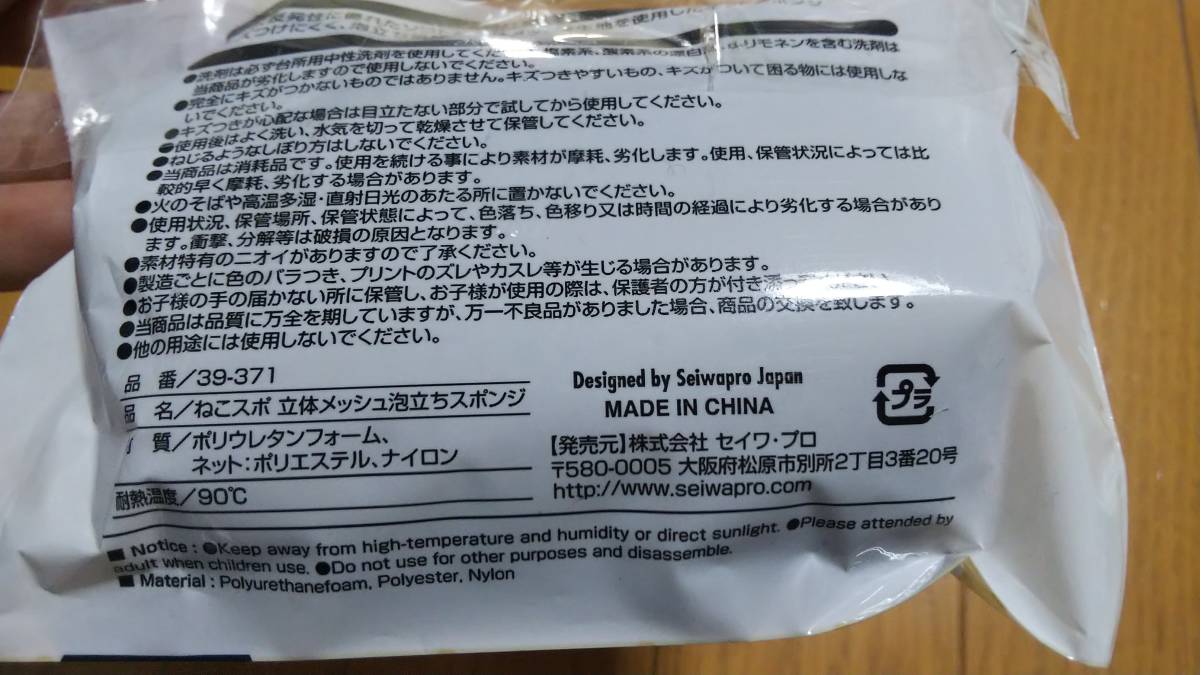 使用した
つけにくく、泡立
●洗剤は必ず台所用中性洗剤を使用してくだ 塩素系、酸素系の漂白 d-リモネンを含む洗剤は
当商品が劣化しますので使用しないでください。
●完全にキズがつかないものではありません。キズつきやすいもの、キズがついて困る物には使用しな
いでください。
●キズつきが心配な場合は目立たない部分で試してから使用してください。
●使用後はよく洗い、水気を切って乾燥させて保管してください。
●ねじるようなしぼり方はしないでください。
●当商品は消耗品です。使用を続ける事により素材が摩耗、劣化します。使用、保管状況によっては比
較的早く摩耗、劣化する場合があります。
●火のそばや高温多湿・直射日光のあたる所に置かないでください。
●使用状況、保管場所、保管状態によって、色落ち、色移り又は時間の経過により劣化する場合があり
ます。衝撃、分解等は破損の原因となります。
●素材特有のニオイがありますので了承ください。
●製造ごとに色のバラつき、プリントのズレやカスレ等が生じる場合があります。
●お子様の手の届かない所に保管し、お子様が使用の際は、保護者の方が付き添
●当商品は品質に万全を期していますが、万一不良品がありました場合、商品の交換を致します。
●他の用途には使用しないでください。
品 番/39-371
品 名/ねこスポ 立体メッシュ泡立ちスポンジ
質/ポリウレタンフォーム、
ネット:ポリエステル、ナイロン
耐熱温度/90℃
Designed by Seiwapro Japan
MADE IN CHINA
プラ
【発売元】株式会社 セイワ・プロ
〒580-0005 大阪府松原市別所2丁目3番20号
http://www.seiwapro.com
■ Notice : ●Keep away from high-temperature and humidity or direct sunlight. ●Please attended by
adult when children use. ●Do not use for other purposes and disassemble.
■ Material : Polyurethanefoam, Polyester, Nylon